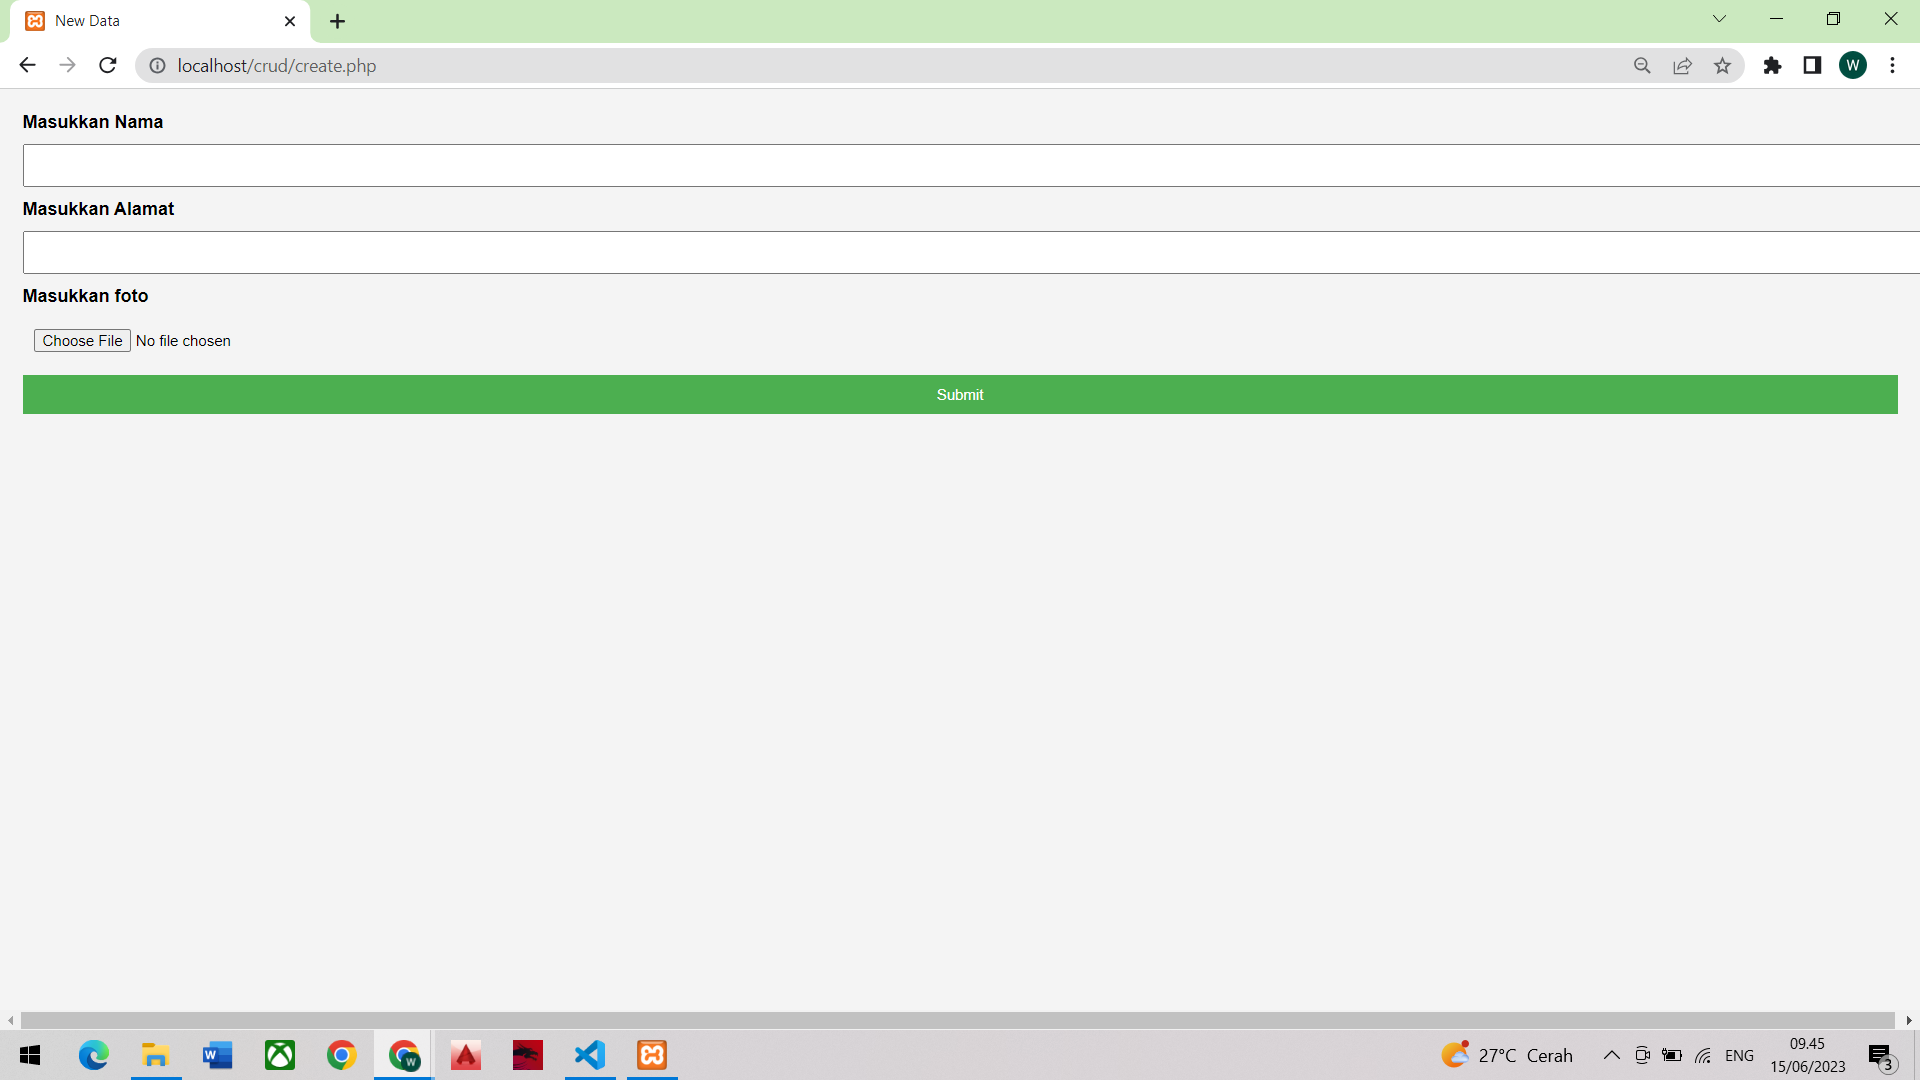 New Data
localhost/crud/create.php
W
Masukkan Nama
Masukkan Alamat
Masukkan foto
Choose File No file chosen
Submit
W
W
27°C Cerah
ENG
09.45
15/06/2023
3